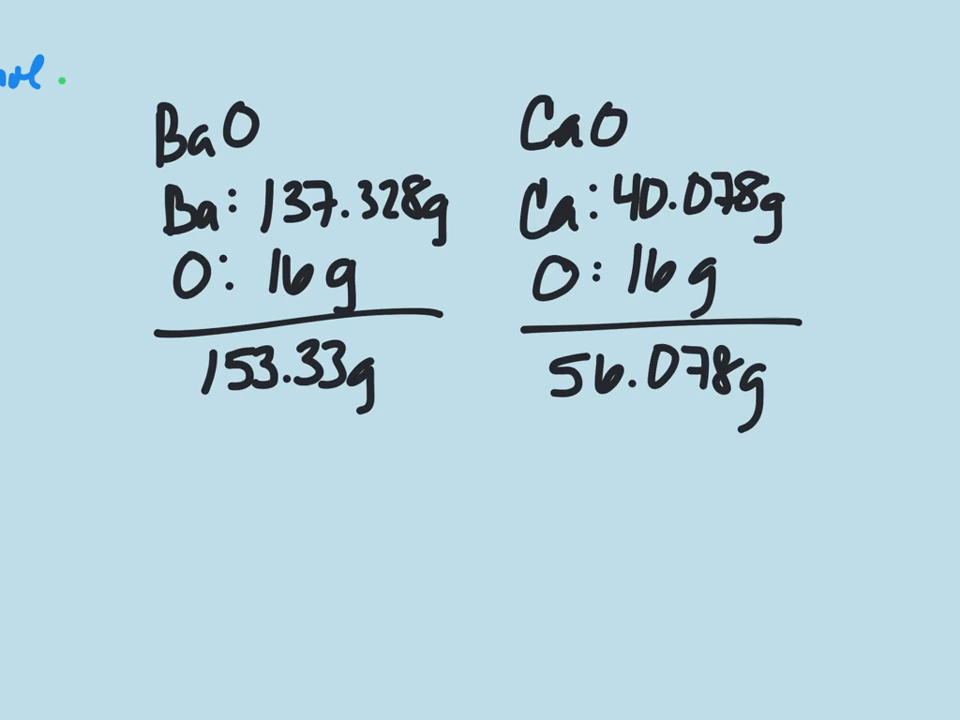 BaO
Ba: 137.328g
O: 16g
153.33g
CaO
Ca: 40.078g
O: 16g
56.078g